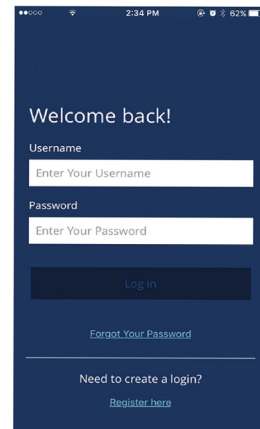 2:34 PM 62%
Welcome back!
Username
Enter Your Username
Password
Enter Your Password
Log in
Forgot Your Password
Need to create a login?
Register here